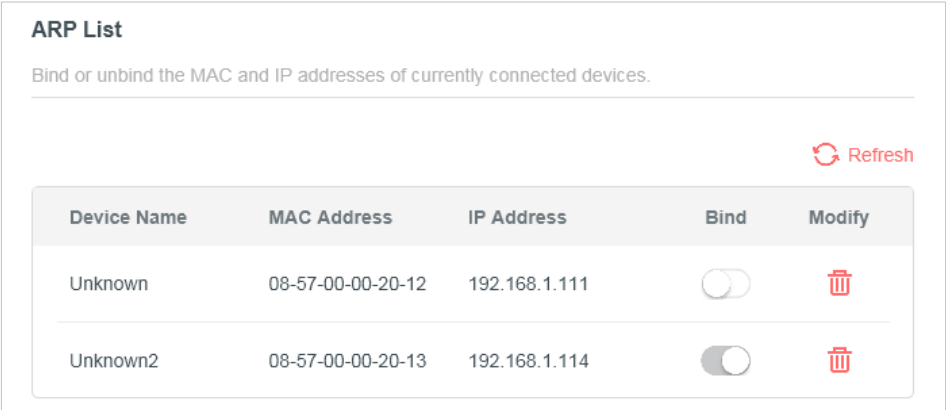 ARP List
Bind or unbind the MAC and IP addresses of currently connected devices.
Refresh
Device Name MAC Address IP Address Bind Modify
Unknown 08-57-00-00-20-12 192.168.1.111
Unknown2 08-57-00-00-20-13 192.168.1.114